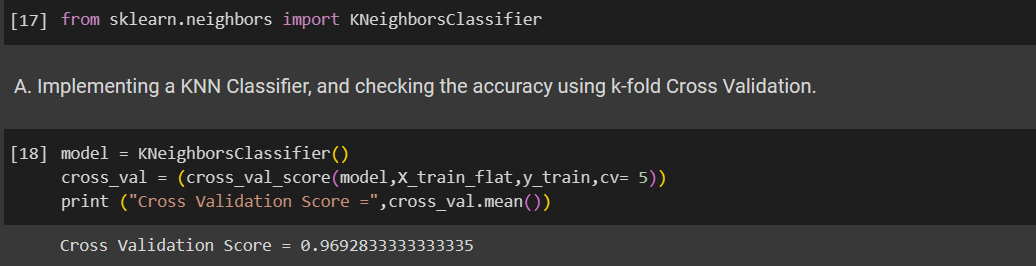 [17] from sklearn.neighbors import KNeighborsClassifier
A. Implementing a KNN Classifier, and checking the accuracy using k-fold Cross Validation.
[18] model = KNeighborsClassifier()
cross_val = (cross_val_score(model,X_train_flat,y_train,cv= 5))
print ("Cross Validation Score =",cross_val.mean())
Cross Validation Score = 0.9692833333333335